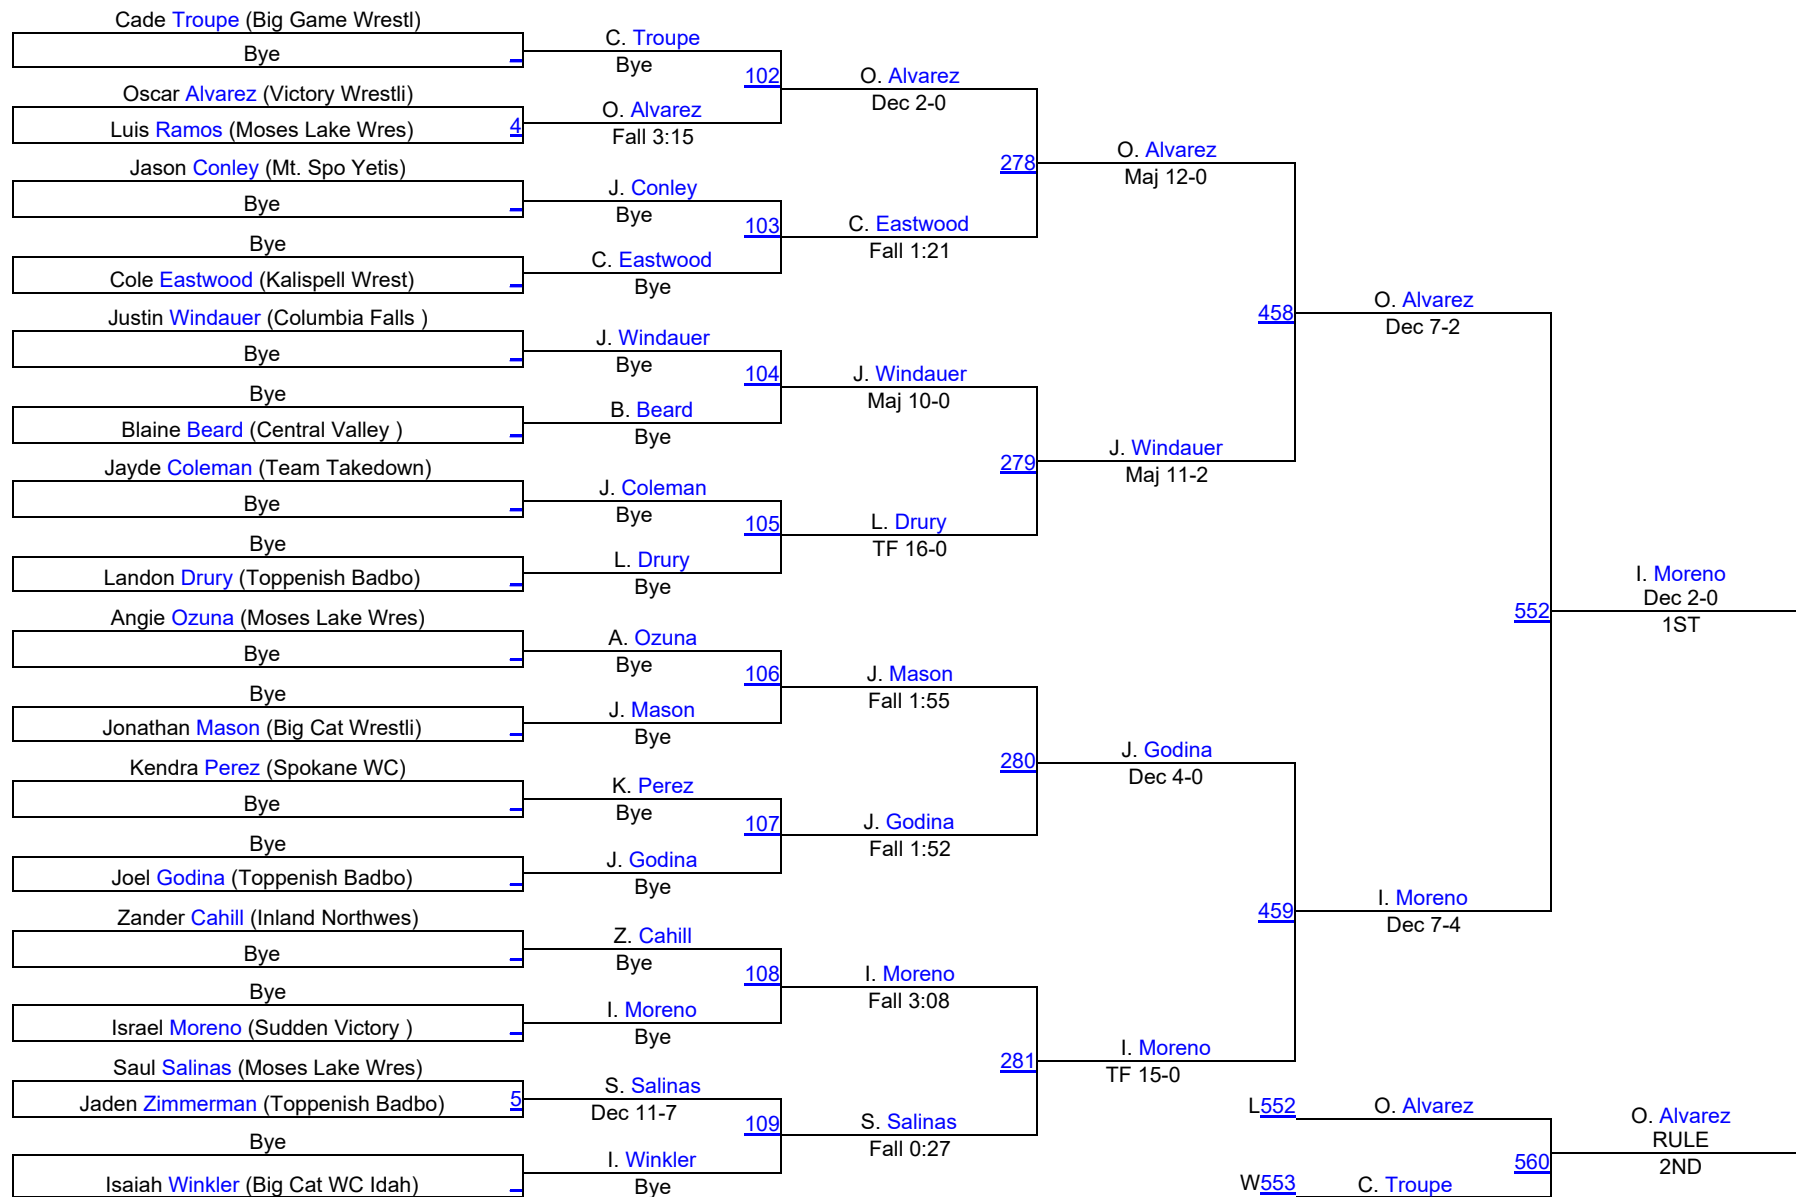 Cade Troupe (Big Game Wrestl)
Bye
Oscar Alvarez (Victory Wrestli)
Luis Ramos (Moses Lake Wres) 4
Jason Conley (Mt. Spo Yetis)
Bye
Bye
Cole Eastwood (Kalispell Wrest)
Justin Windauer (Columbia Falls )
Bye
Bye
Blaine Beard (Central Valley )
Jayde Coleman (Team Takedown)
Bye
Bye
Landon Drury (Toppenish Badbo)
Angie Ozuna (Moses Lake Wres)
Bye
Bye
Jonathan Mason (Big Cat Wrestli)
Kendra Perez (Spokane WC)
Bye
Bye
Joel Godina (Toppenish Badbo)
Zander Cahill (Inland Northwes)
Bye
Bye
Israel Moreno (Sudden Victory )
Saul Salinas (Moses Lake Wres)
Jaden Zimmerman (Toppenish Badbo) 5
Bye
Isaiah Winkler (Big Cat WC Idah)
C. Troupe
Bye
102
O. Alvarez
Fall 3:15
J. Conley
Bye
103
C. Eastwood
Bye
J. Windauer
Bye
104
B. Beard
Bye
J. Coleman
Bye
105
L. Drury
Bye
A. Ozuna
Bye
106
J. Mason
Bye
K. Perez
Bye
107
J. Godina
Bye
Z. Cahill
Bye
108
I. Moreno
Bye
S. Salinas
Dec 11-7
109
I. Winkler
Bye
O. Alvarez
Dec 2-0
278
C. Eastwood
Fall 1:21
J. Windauer
Maj 10-0
279
L. Drury
TF 16-0
J. Mason
Fall 1:55
280
J. Godina
Fall 1:52
I. Moreno
Fall 3:08
281
S. Salinas
Fall 0:27
O. Alvarez
Maj 12-0
458
J. Windauer
Maj 11-2
J. Godina
Dec 4-0
459
I. Moreno
TF 15-0
O. Alvarez
Dec 7-2
552
I. Moreno
Dec 7-4
I. Moreno
Dec 2-0
1ST
L552 O. Alvarez
560
W553 C. Troupe
O. Alvarez
RULE
2ND